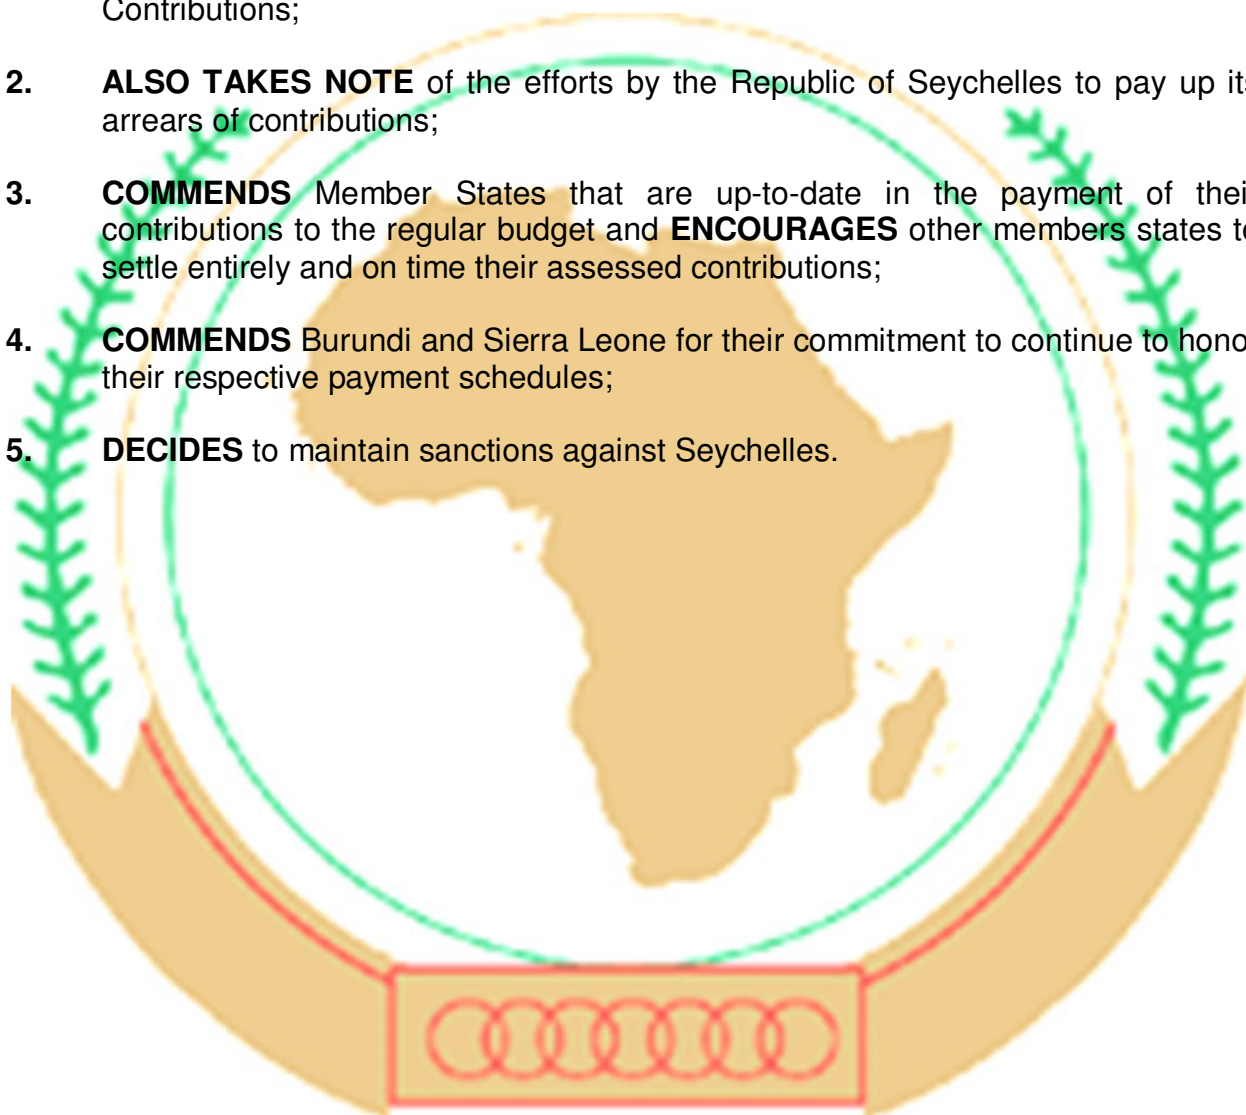 Contributions;
2. ALSO TAKES NOTE of the efforts by the Republic of Seychelles to pay up its
arrears of contributions;
3. COMMENDS Member States that are up-to-date in the payment of their
contributions to the regular budget and ENCOURAGES other members states to
settle entirely and on time their assessed contributions;
4. COMMENDS Burundi and Sierra Leone for their commitment to continue to hono
their respective payment schedules;
5. DECIDES to maintain sanctions against Seychelles.